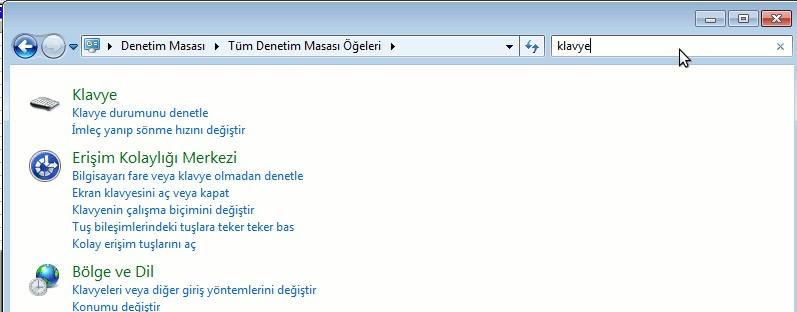 Denetim Masası Tüm Denetim Masası Öğeleri
klavye
Klavye
Klavye durumunu denetle
İmleç yanıp sönme hızını değiştir
Erişim Kolaylığı Merkezi
Bilgisayarı fare veya klavye olmadan denetle
Ekran klavyesini aç veya kapat
Klavyenin çalışma biçimini değiştir
Tuş bileşimlerindeki tuşlara teker teker bas
Kolay erişim tuşlarını aç
Bölge ve Dil
Klavyeleri veya diğer giriş yöntemlerini değiştir
Konumu değiştir